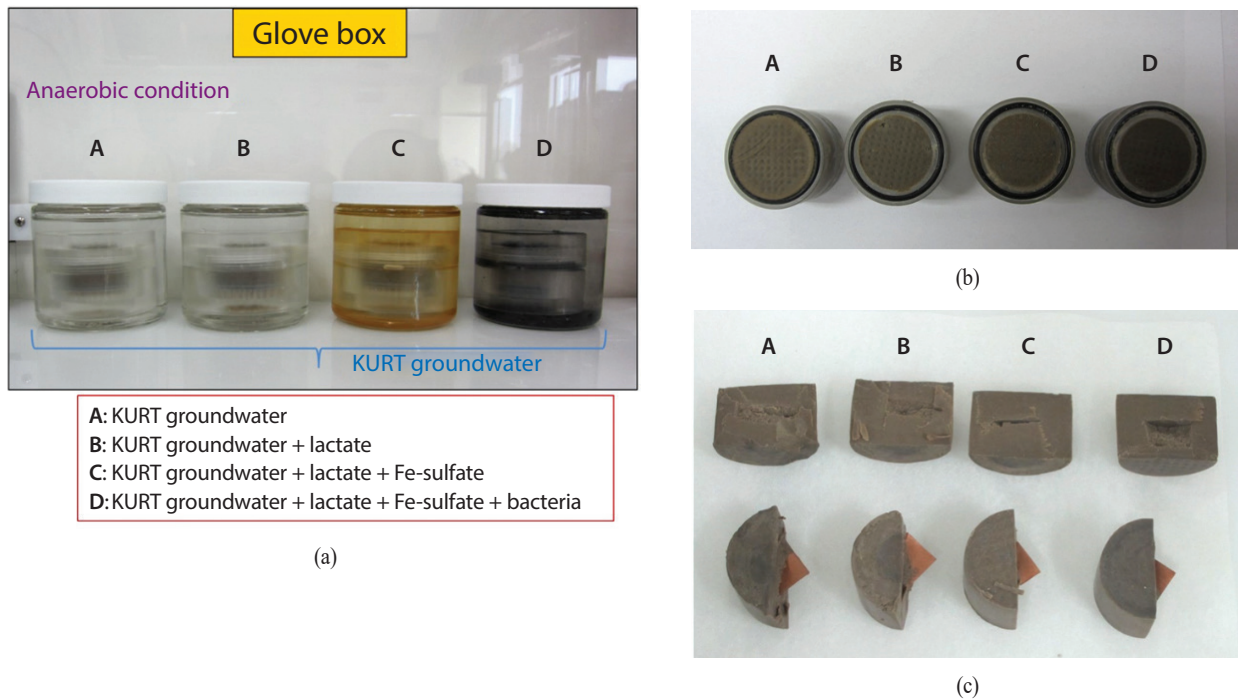 Glove box
Anaerobic condition
A B C D
KURT groundwater
A: KURT groundwater
B: KURT groundwater + lactate
C: KURT groundwater + lactate + Fe-sulfate
D: KURT groundwater + lactate + Fe-sulfate + bacteria
(a)
A B C D
(b)
A B C D
(c)